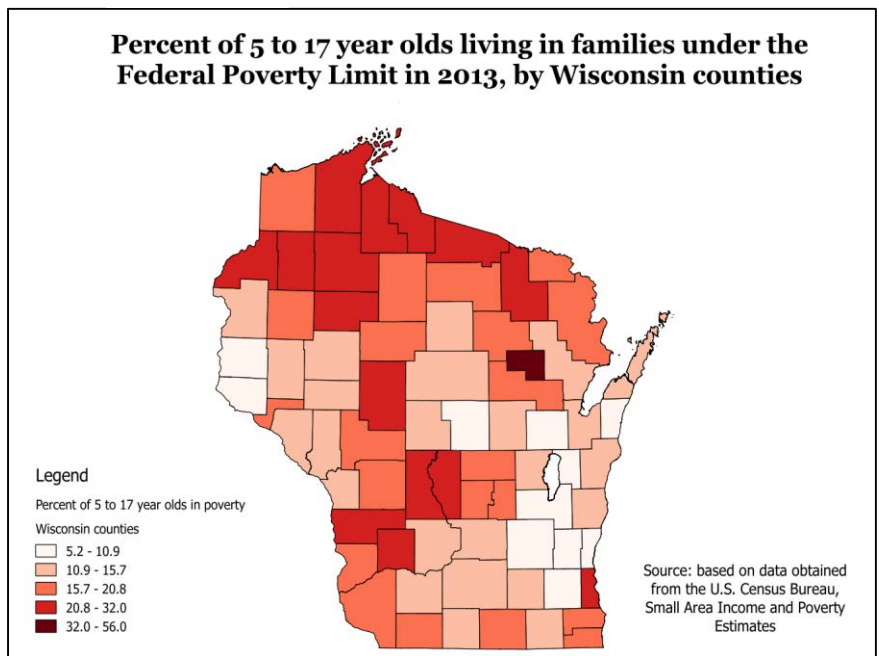 Percent of 5 to 17 year olds living in families under the
Federal Poverty Limit in 2013, by Wisconsin counties
Legend
Percent of 5 to 17 year olds in poverty
Wisconsin counties
5.2 - 10.9
10.9 - 15.7
15.7 - 20.8
20.8 - 32.0
32.0 - 56.0
Source: based on data obtained
from the U.S. Census Bureau,
Small Area Income and Poverty
Estimates